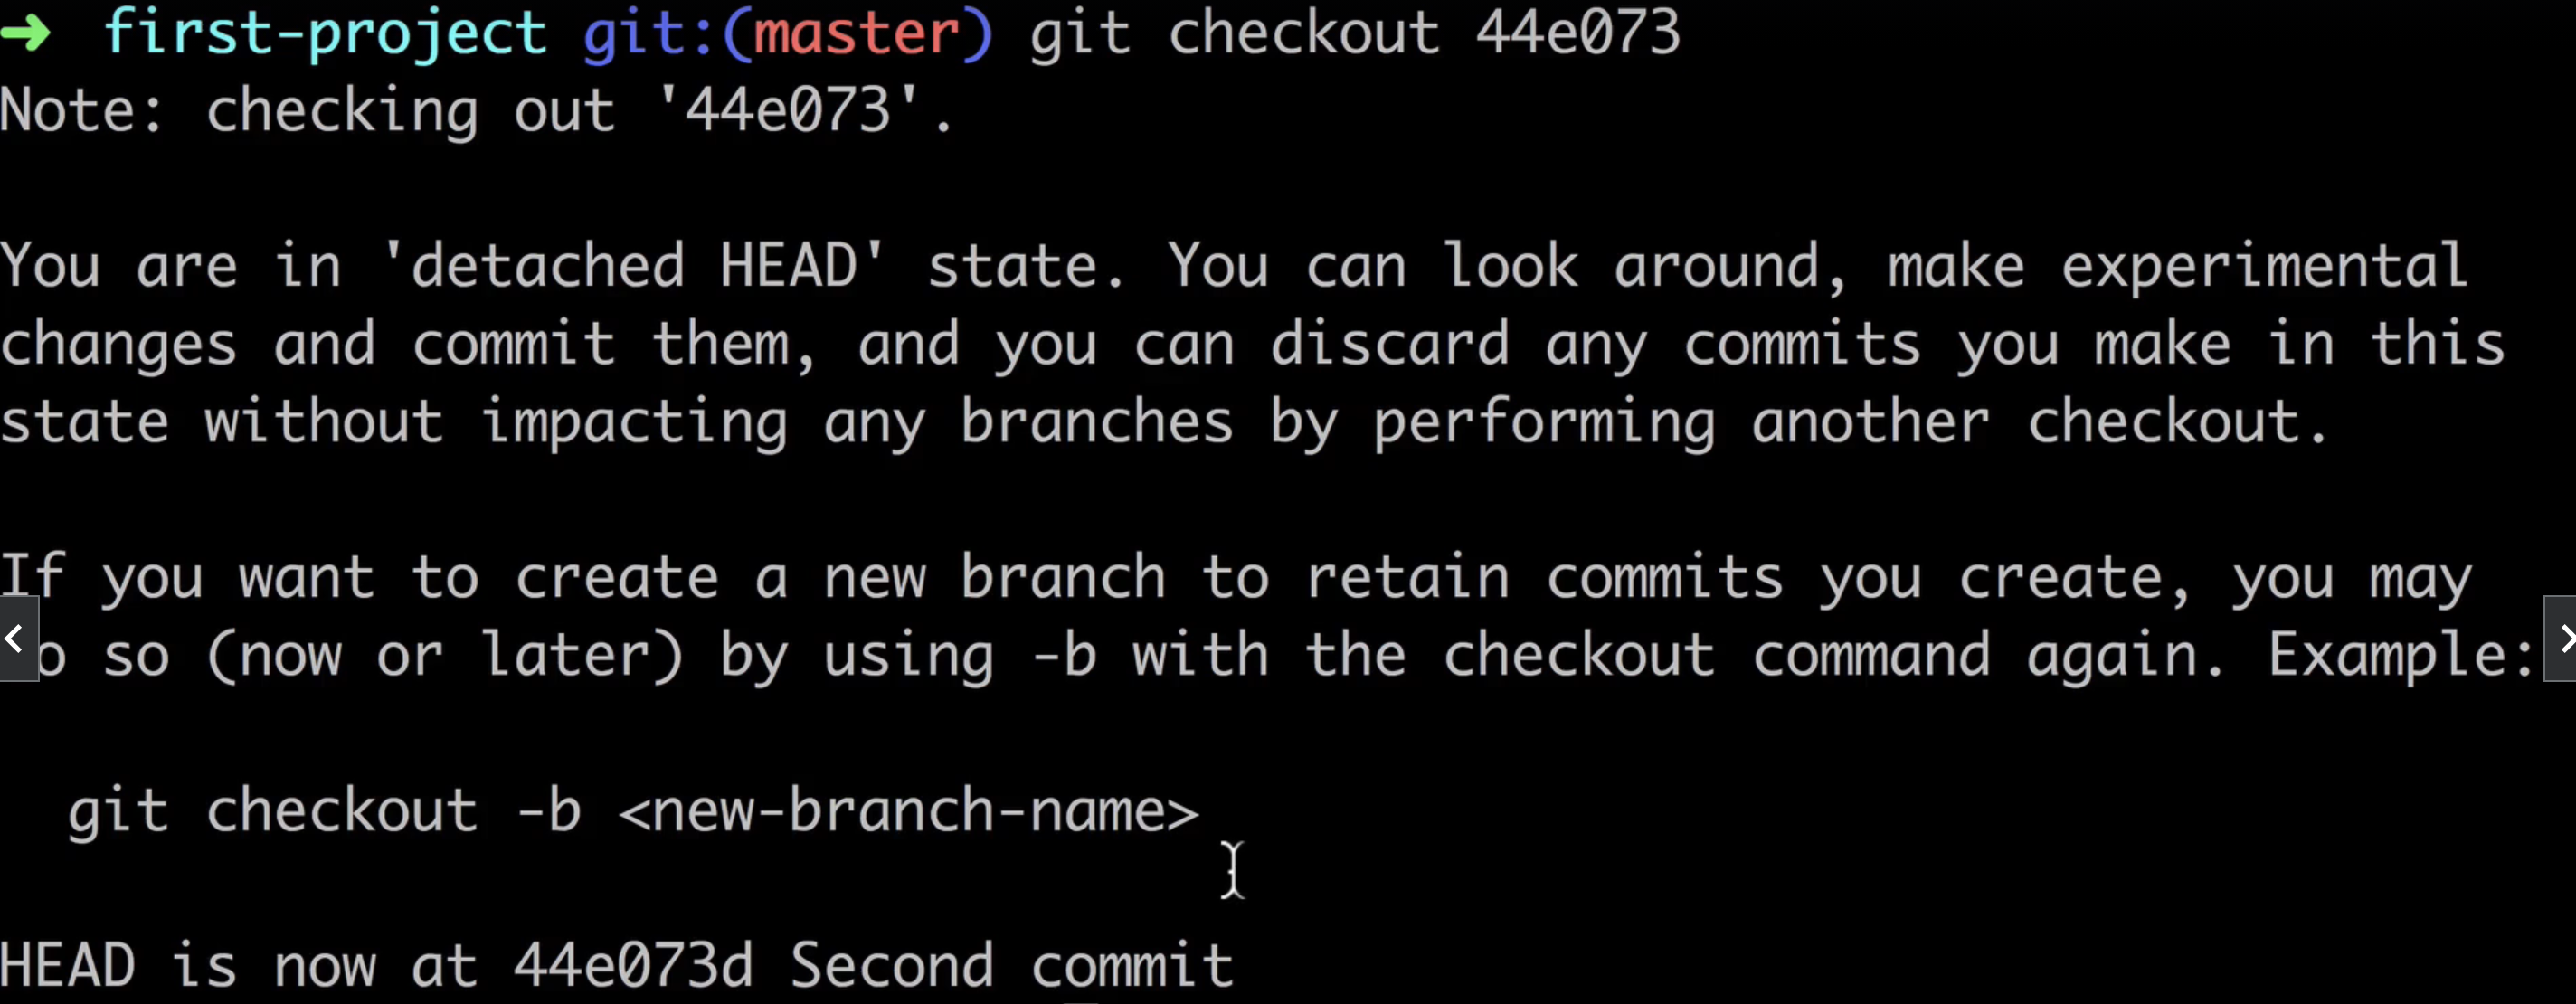 ➜ first-project git:(master) git checkout 44e073
Note: checking out '44e073'.
You are in 'detached HEAD' state. You can look around, make experimental
changes and commit them, and you can discard any commits you make in this
state without impacting any branches by performing another checkout.
If you want to create a new branch to retain commits you create, you may
o so (now or later) by using -b with the checkout command again. Example:
git checkout -b <new-branch-name>
HEAD is now at 44e073d Second commit